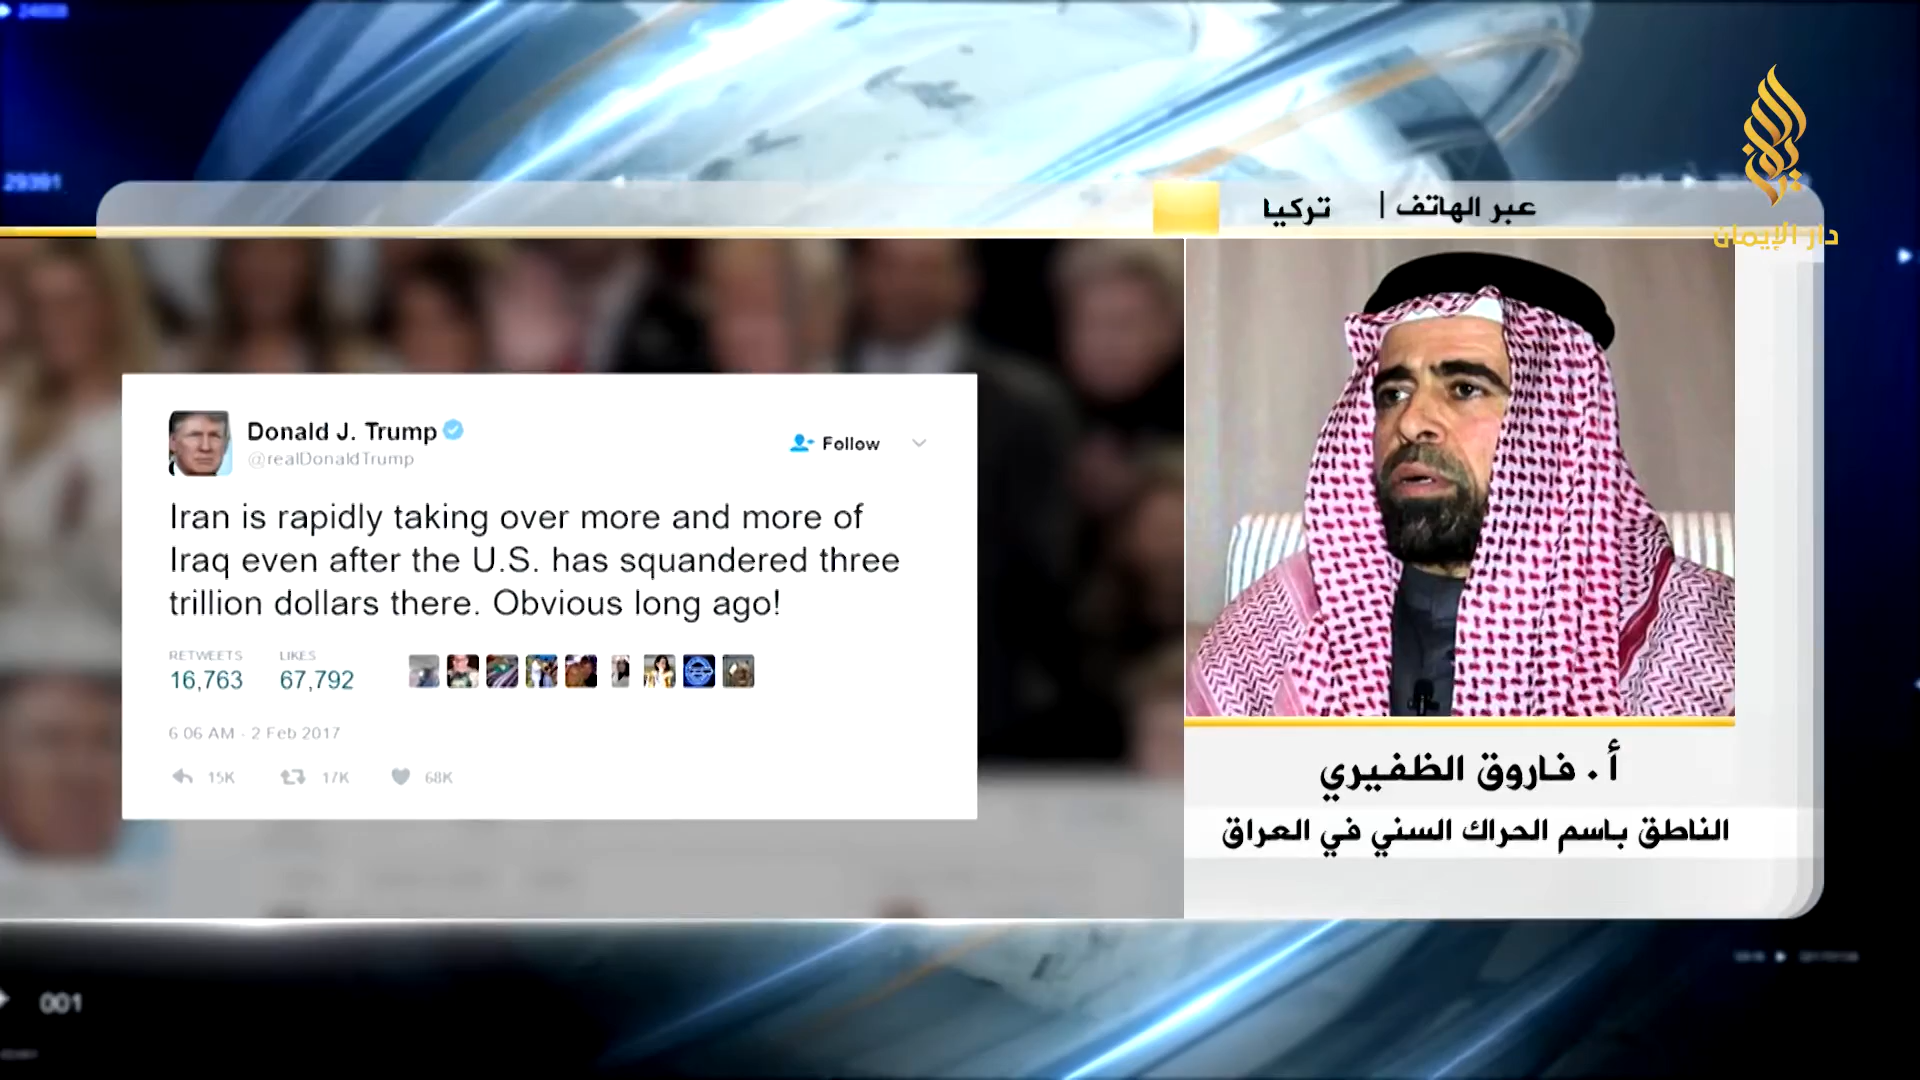 29391
عبر الهاتف | تركيا
دار الإيمان
Donald J. Trump
@realDonaldTrump
Follow
Iran is rapidly taking over more and more of
Iraq even after the U.S. has squandered three
trillion dollars there. Obvious long ago!
RETWEETS LIKES
16,763 67,792
6:06 AM - 2 Feb 2017
15K 17K 68K
أ. فاروق الظفيري
الناطق باسم الحراك السني في العراق
001